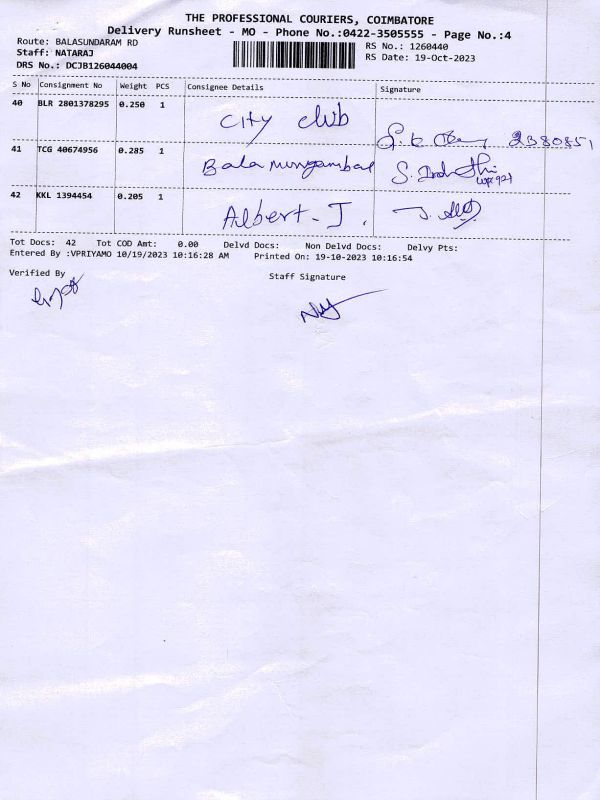 THE PROFESSIONAL COURIERS, COIMBATORE
Delivery Runsheet - MO - Phone No.:0422-3505555 - Page No.:4
Route: BALASUNDARAM RD
RS No.: 1260440
Staff: NATARAJ
RS Date: 19-Oct-2023
DRS No.: DCJB126044004
S No Consignment No Weight PCS Consignee Details Signature
40 BLR 2801378295 0.250 1 City club 2380851
41 TCG 40674956 0.285 1 Bala
42 KKL 1394454 0.205 1 Albert-J.
Tot Docs: 42 Tot COD Amt: 0.00 Delvd Docs: Non Delvd Docs: Delvy Pts:
Entered By :VPRIYAMO 10/19/2023 10:16:28 AM Printed On: 19-10-2023 10:16:54
Verified By Staff Signature